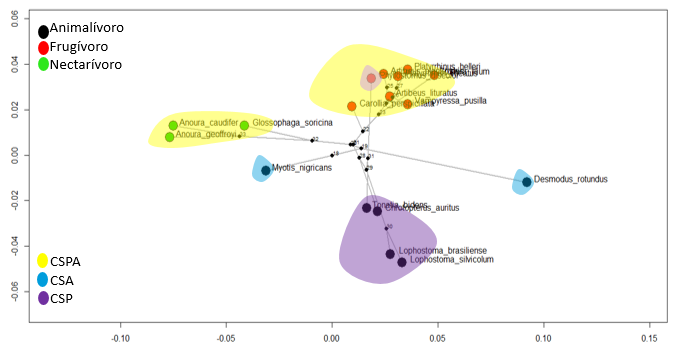 0.06
0.04
0.02
0.00
-0.02
-0.04
-0.06
Animalívoro
Frugívoro
Nectarívoro
Platyrrhinus_helleri
Artibeus_lituratus
Carollia_perspicillata
Vampyressa_pusilla
Anoura_caudifer
Glossophaga_soricina
Anoura_geoffroyi
Myotis_nigricans
Desmodus_rotundus
Tonatia_bidens
Chrotopterus_auritus
Lophostoma_brasiliense
Lophostoma_silvicolum
CSPA
CSA
CSP
-0.10
-0.05
0.00
0.05
0.10
0.15